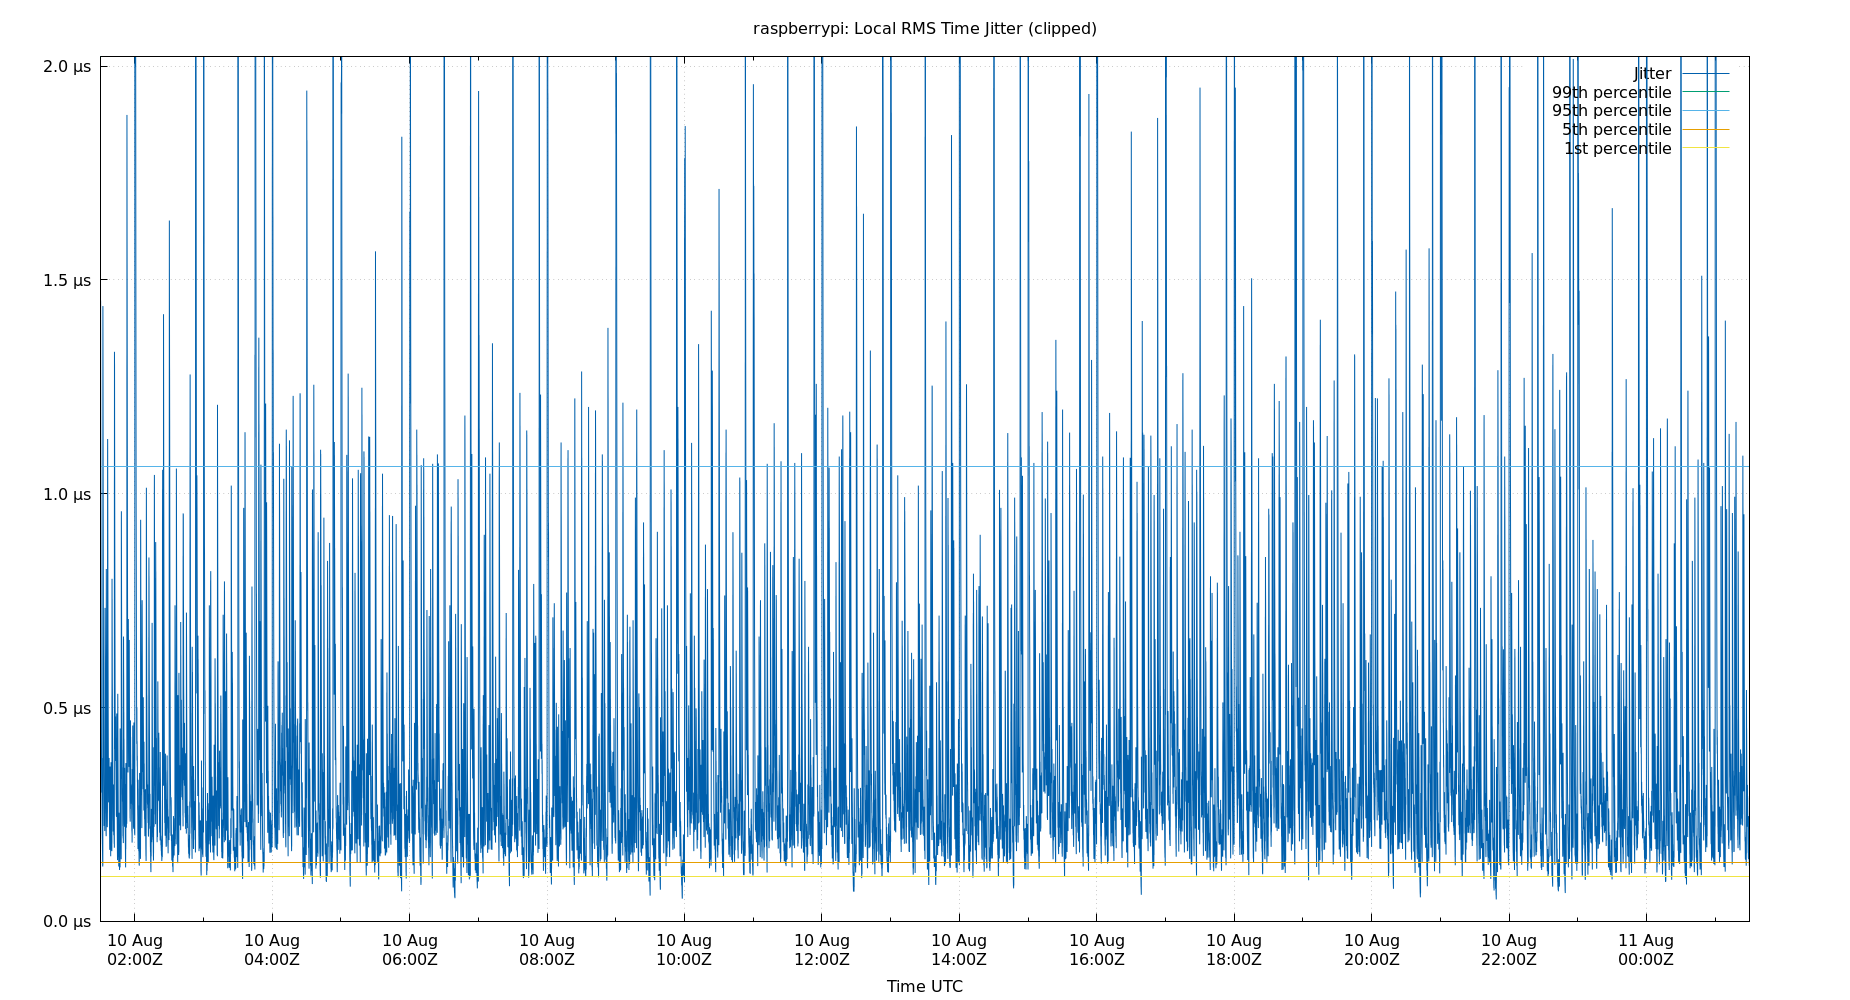 raspberrypi: Local RMS Time Jitter (clipped)
2.0 µs
1.5 µs
1.0 µs
0.5 µs
0.0 µs
Jitter
99th percentile
95th percentile
5th percentile
1st percentile
10 Aug 10 Aug 10 Aug 10 Aug 10 Aug 10 Aug 10 Aug 10 Aug 10 Aug 10 Aug 10 Aug 11 Aug
02:00Z 04:00Z 06:00Z 08:00Z 10:00Z 12:00Z 14:00Z 16:00Z 18:00Z 20:00Z 22:00Z 00:00Z
Time UTC